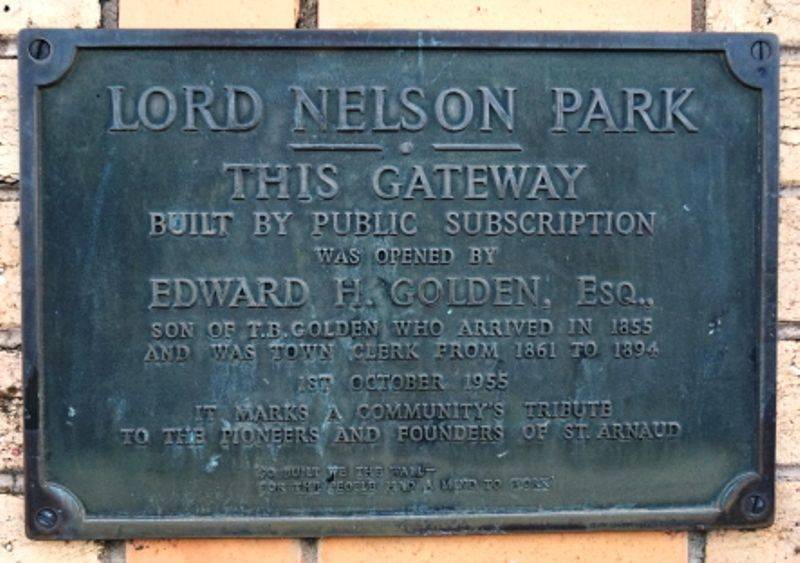 LORD NELSON PARK
THIS GATEWAY
BUILT BY PUBLIC SUBSCRIPTION
WAS OPENED BY
EDWARD H. GOLDEN, ESQ.,
SON OF T.B. GOLDEN WHO ARRIVED IN 1855
AND WAS TOWN CLERK FROM 1861 TO 1894
1ST OCTOBER 1955
IT MARKS A COMMUNITY'S TRIBUTE
TO THE PIONEERS AND FOUNDERS OF ST. ARNAUD
SO BUILT WE THE WALL—
FOR THE PEOPLE HAD A MIND TO WORK